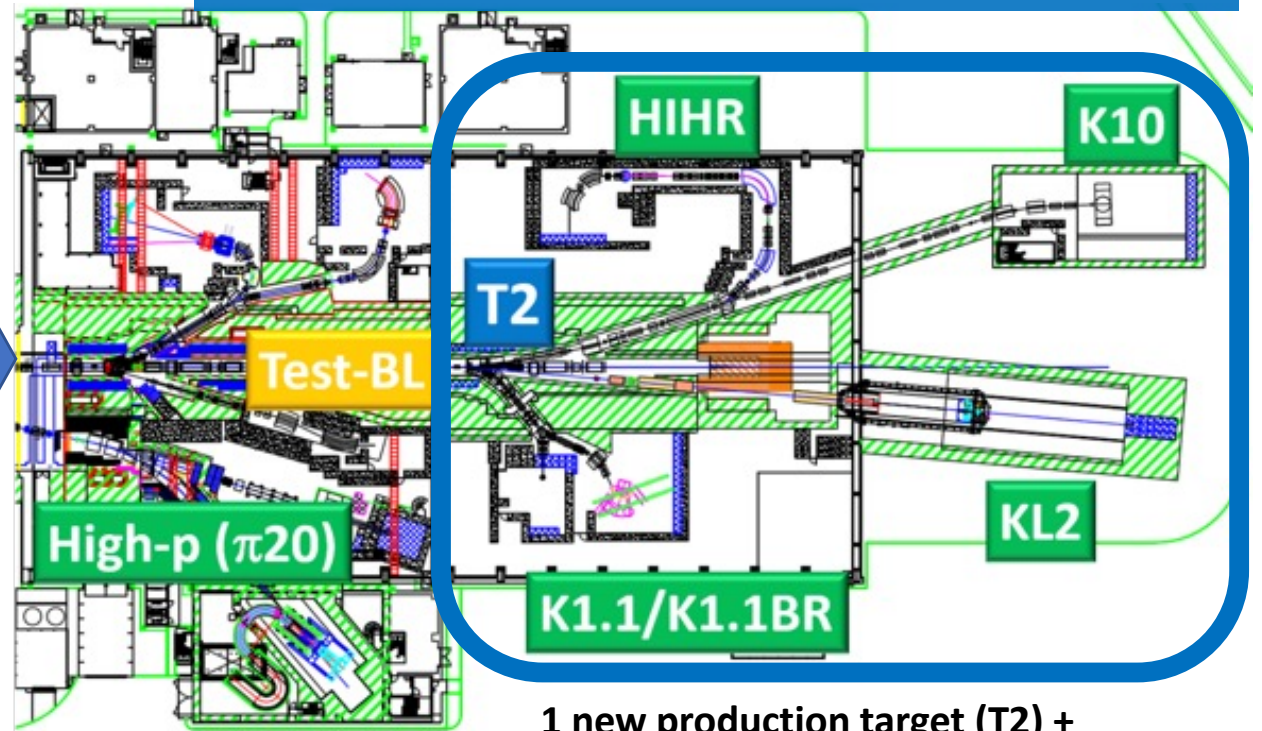 HIHR
K10
T2
Test-BL
High-p (π20)
KL2
K1.1/K1.1BR
1 new production target (T2) +